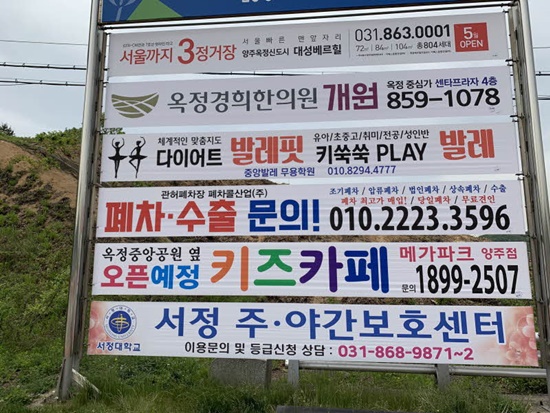 서울까지 3정거장
서울빠른 맨앞자리
양주옥정신도시 대성베르힐
031.863.0001
72㎡ / 84㎡ / 104㎡ 총804세대
5월
OPEN
옥정경희한의원 개원
옥정 중심가 센타프라자 4층
859-1078
체계적인 맞춤지도
다이어트 발레핏
중앙발레 무용학원
유아/초중고/취미/전공/성인반
키쑥쑥 PLAY 발레
010.8294.4777
관허폐차장 폐차콜산업(주)
폐차·수출 문의!
조기폐차 / 압류폐차 / 법인폐차 / 상속폐차 / 수출
폐차 최고가 매입! / 당일폐차 / 무료견인
010.2223.3596
옥정중앙공원 옆
오픈예정 키즈카페
메가파크 양주점
문의 1899-2507
서정대학교
서정 주·야간보호센터
이용문의 및 등급신청 상담 : 031-868-9871~2